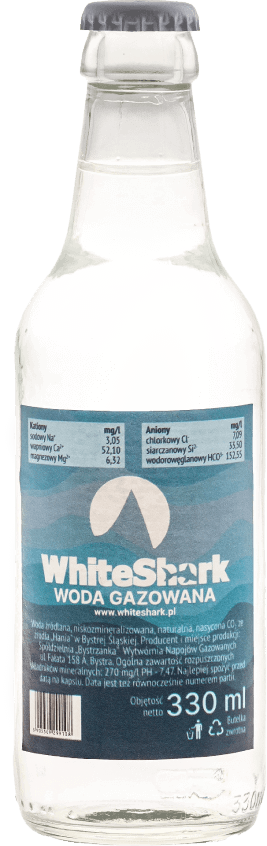 Kationy mg/l
sodowy Na⁺ 3,05
wapniowy Ca²⁺ 52,10
magnezowy Mg²⁺ 6,32
Aniony mg/l
chlorkowy Cl⁻ 7,09
siarczanowy 33,50
wodorowęglanowy HCO³⁻ 152,55
WhiteShark
WODA GAZOWANA
www.whiteshark.pl
Woda źródlana, niskozmineralizowana, naturalna, nasycona CO₂ ze
źródła „Hania" w Bystrej Śląskiej. Producent i miejsce produkcji:
Spółdzielnia „Bystrzanka" Wytwórnia Napojów Gazowanych
ul. Fałata 158 A, Bystra. Ogólna zawartość rozpuszczonych
składników mineralnych: 270 mg/l PH - 7,47. Najlepiej spożyć przed
datą na kapslu. Data jest też równocześnie numerem partii.
Objętość
netto 330 ml
Butelka
zwrotna